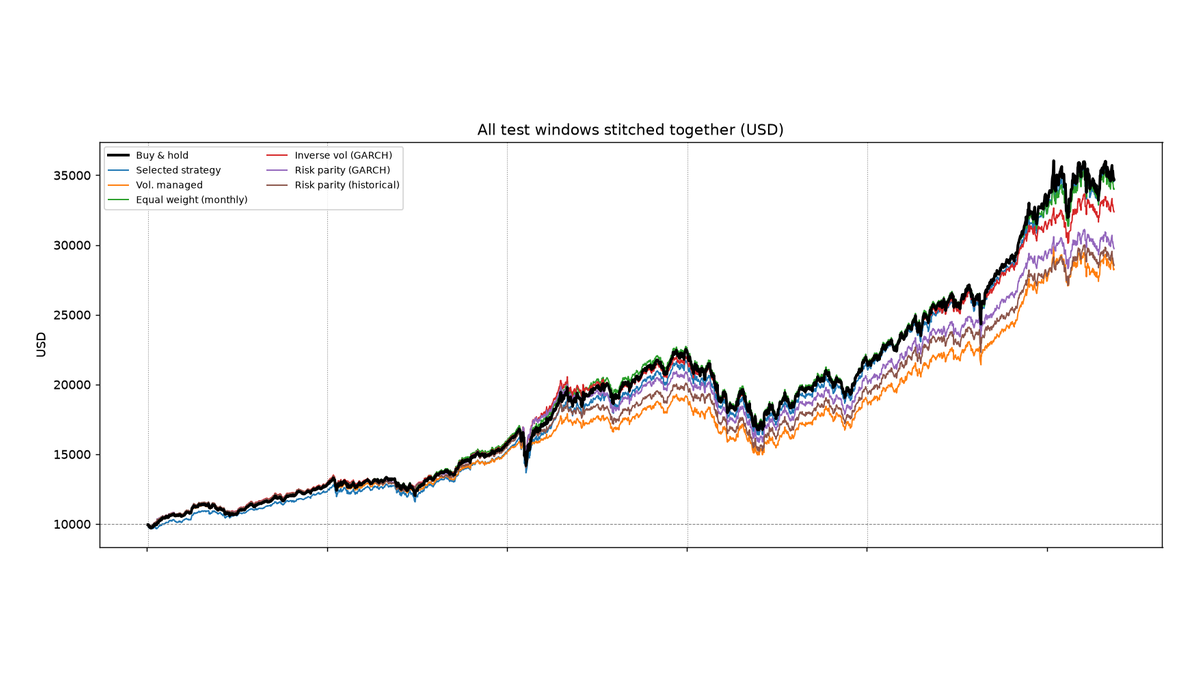 All test windows stitched together (USD)
Buy & hold
Selected strategy
Vol. managed
Equal weight (monthly)
Inverse vol (GARCH)
Risk parity (GARCH)
Risk parity (historical)
USD
35000
30000
25000
20000
15000
10000